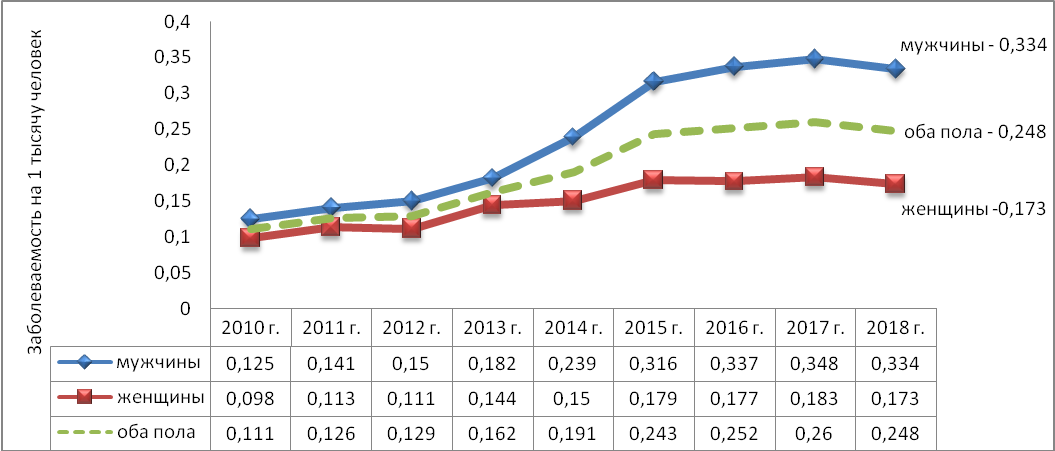 Заболеваемость на 1 тысячу человек
0,4
0,35
0,3
0,25
0,2
0,15
0,1
0,05
0
мужчины - 0,334
оба пола - 0,248
женщины -0,173
2010 г. 2011 г. 2012 г. 2013 г. 2014 г. 2015 г. 2016 г. 2017 г. 2018 г.
мужчины 0,125 0,141 0,15 0,182 0,239 0,316 0,337 0,348 0,334
женщины 0,098 0,113 0,111 0,144 0,15 0,179 0,177 0,183 0,173
оба пола 0,111 0,126 0,129 0,162 0,191 0,243 0,252 0,26 0,248